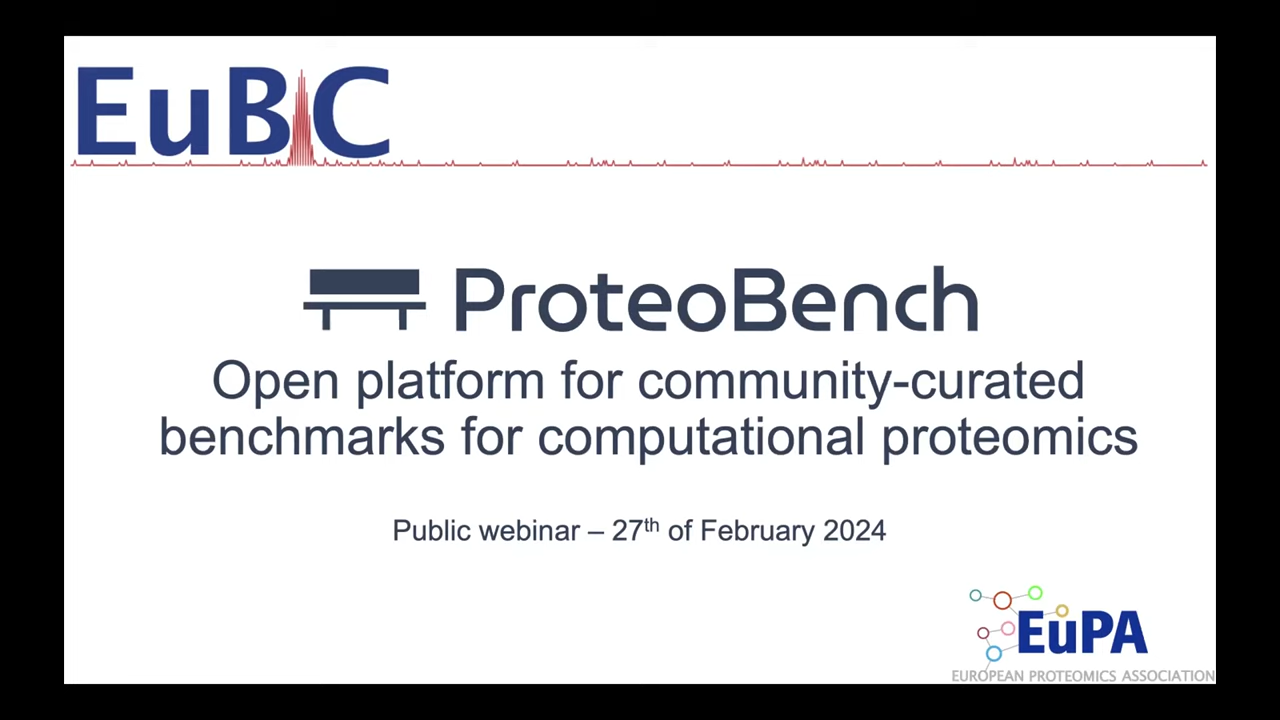 EuBIC
ProteoBench
Open platform for community-curated
benchmarks for computational proteomics
Public webinar – 27th of February 2024
EuPA
EUROPEAN PROTEOMICS ASSOCIATION